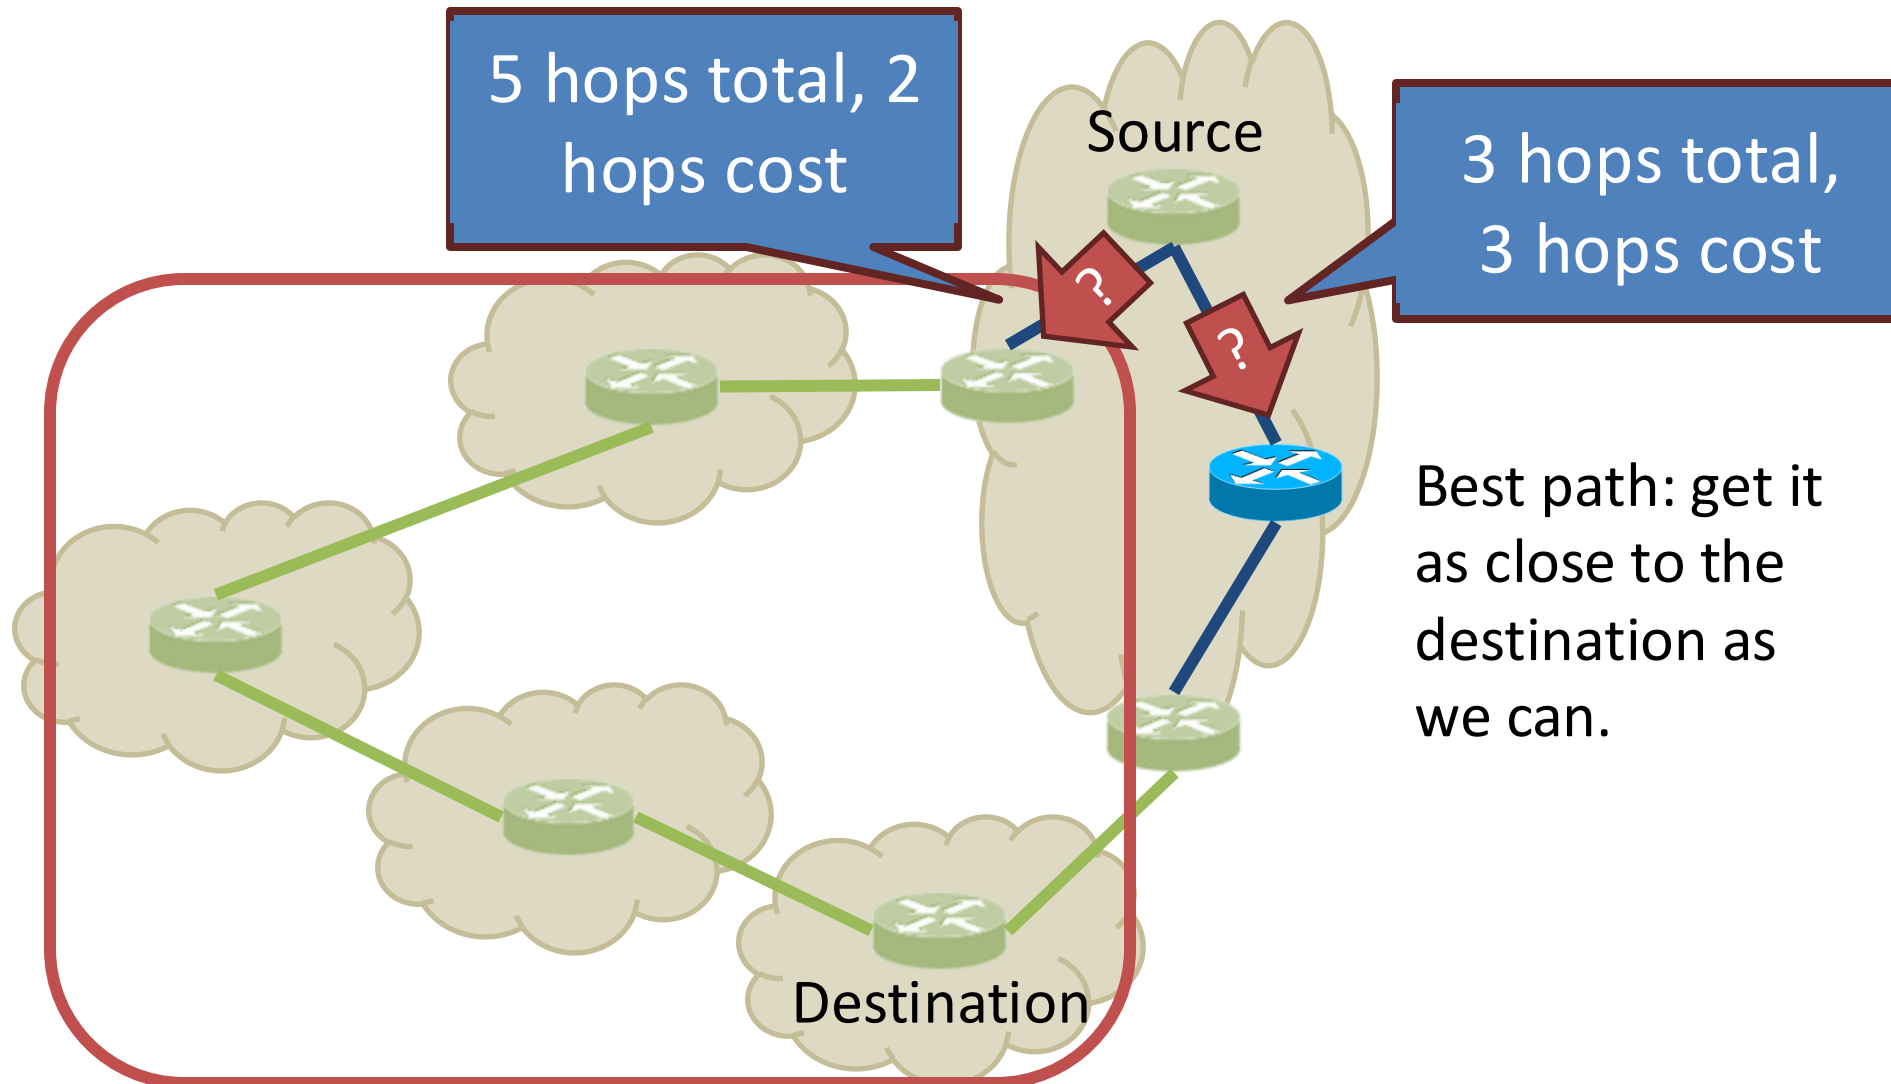 5 hops total, 2
hops cost
Source
3 hops total,
3 hops cost
?
?
Best path: get it
as close to the
destination as
we can.
Destination